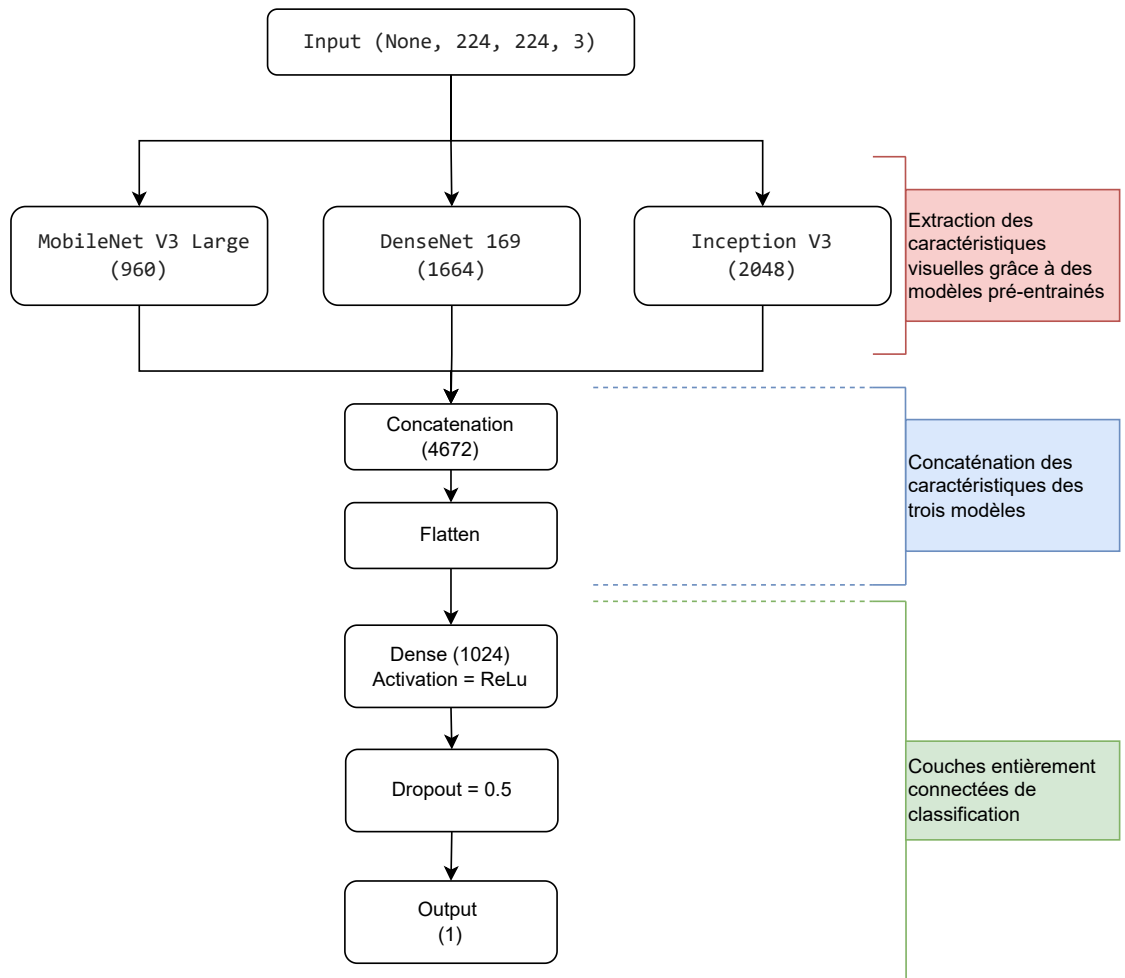 Input (None, 224, 224, 3)
MobileNet V3 Large
(960)
DenseNet 169
(1664)
Inception V3
(2048)
Extraction des
caractéristiques
visuelles grâce à des
modèles pré-entrainés
Concatenation
(4672)
Flatten
Concaténation des
caractéristiques des
trois modèles
Dense (1024)
Activation = ReLu
Dropout = 0.5
Output
(1)
Couches entièrement
connectées de
classification